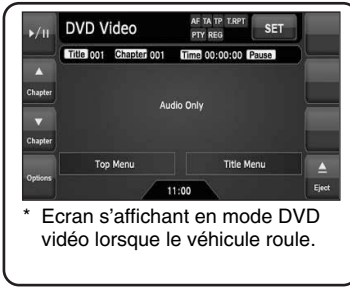 DVD Video
AF TA TP T.RPT
PTY REG
SET
Title 001 Chapter 001 Time 00:00:00 Pause
Chapter
Audio Only
Chapter
Top Menu
Title Menu
Options
11:00
Eject
* Ecran s'affichant en mode DVD
vidéo lorsque le véhicule roule.